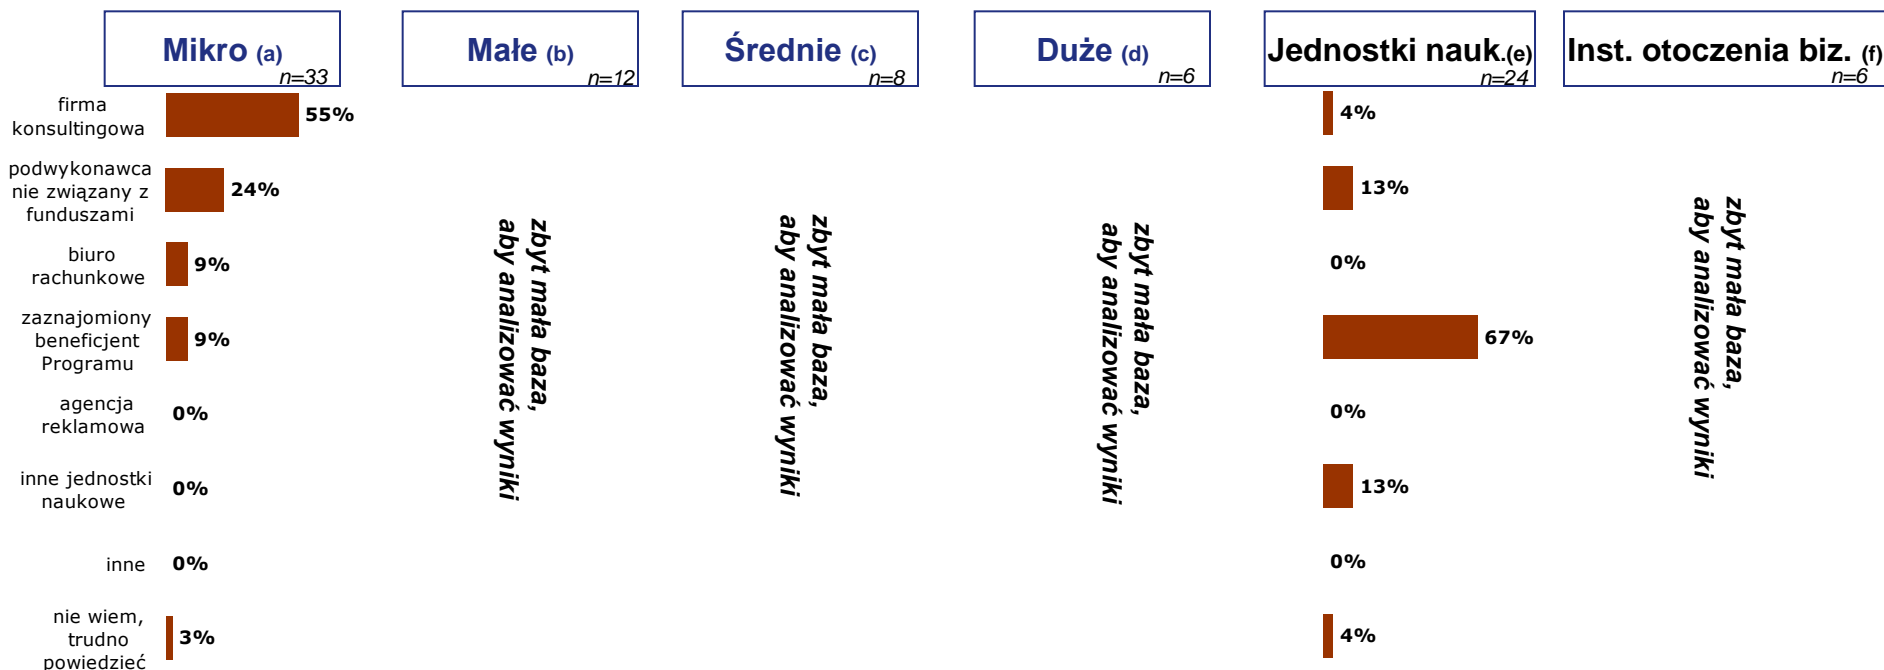 Mikro (a)
n=33
Małe (b)
n=12
Średnie (c)
n=8
Duże (d)
n=6
Jednostki nauk.(e)
n=24
Inst. otoczenia biz. (f)
n=6
firma
konsultingowa
55%
4%
podwykonawca
nie związany z
funduszami
24%
13%
biuro
rachunkowe
9%
0%
zaznajomiony
beneficjent
Programu
9%
67%
agencja
reklamowa
0%
0%
inne jednostki
naukowe
0%
13%
inne
0%
0%
nie wiem,
trudno
powiedzieć
3%
4%
zbyt mała baza,
aby analizować wyniki
zbyt mała baza,
aby analizować wyniki
zbyt mała baza,
aby analizować wyniki
zbyt mała baza,
aby analizować wyniki